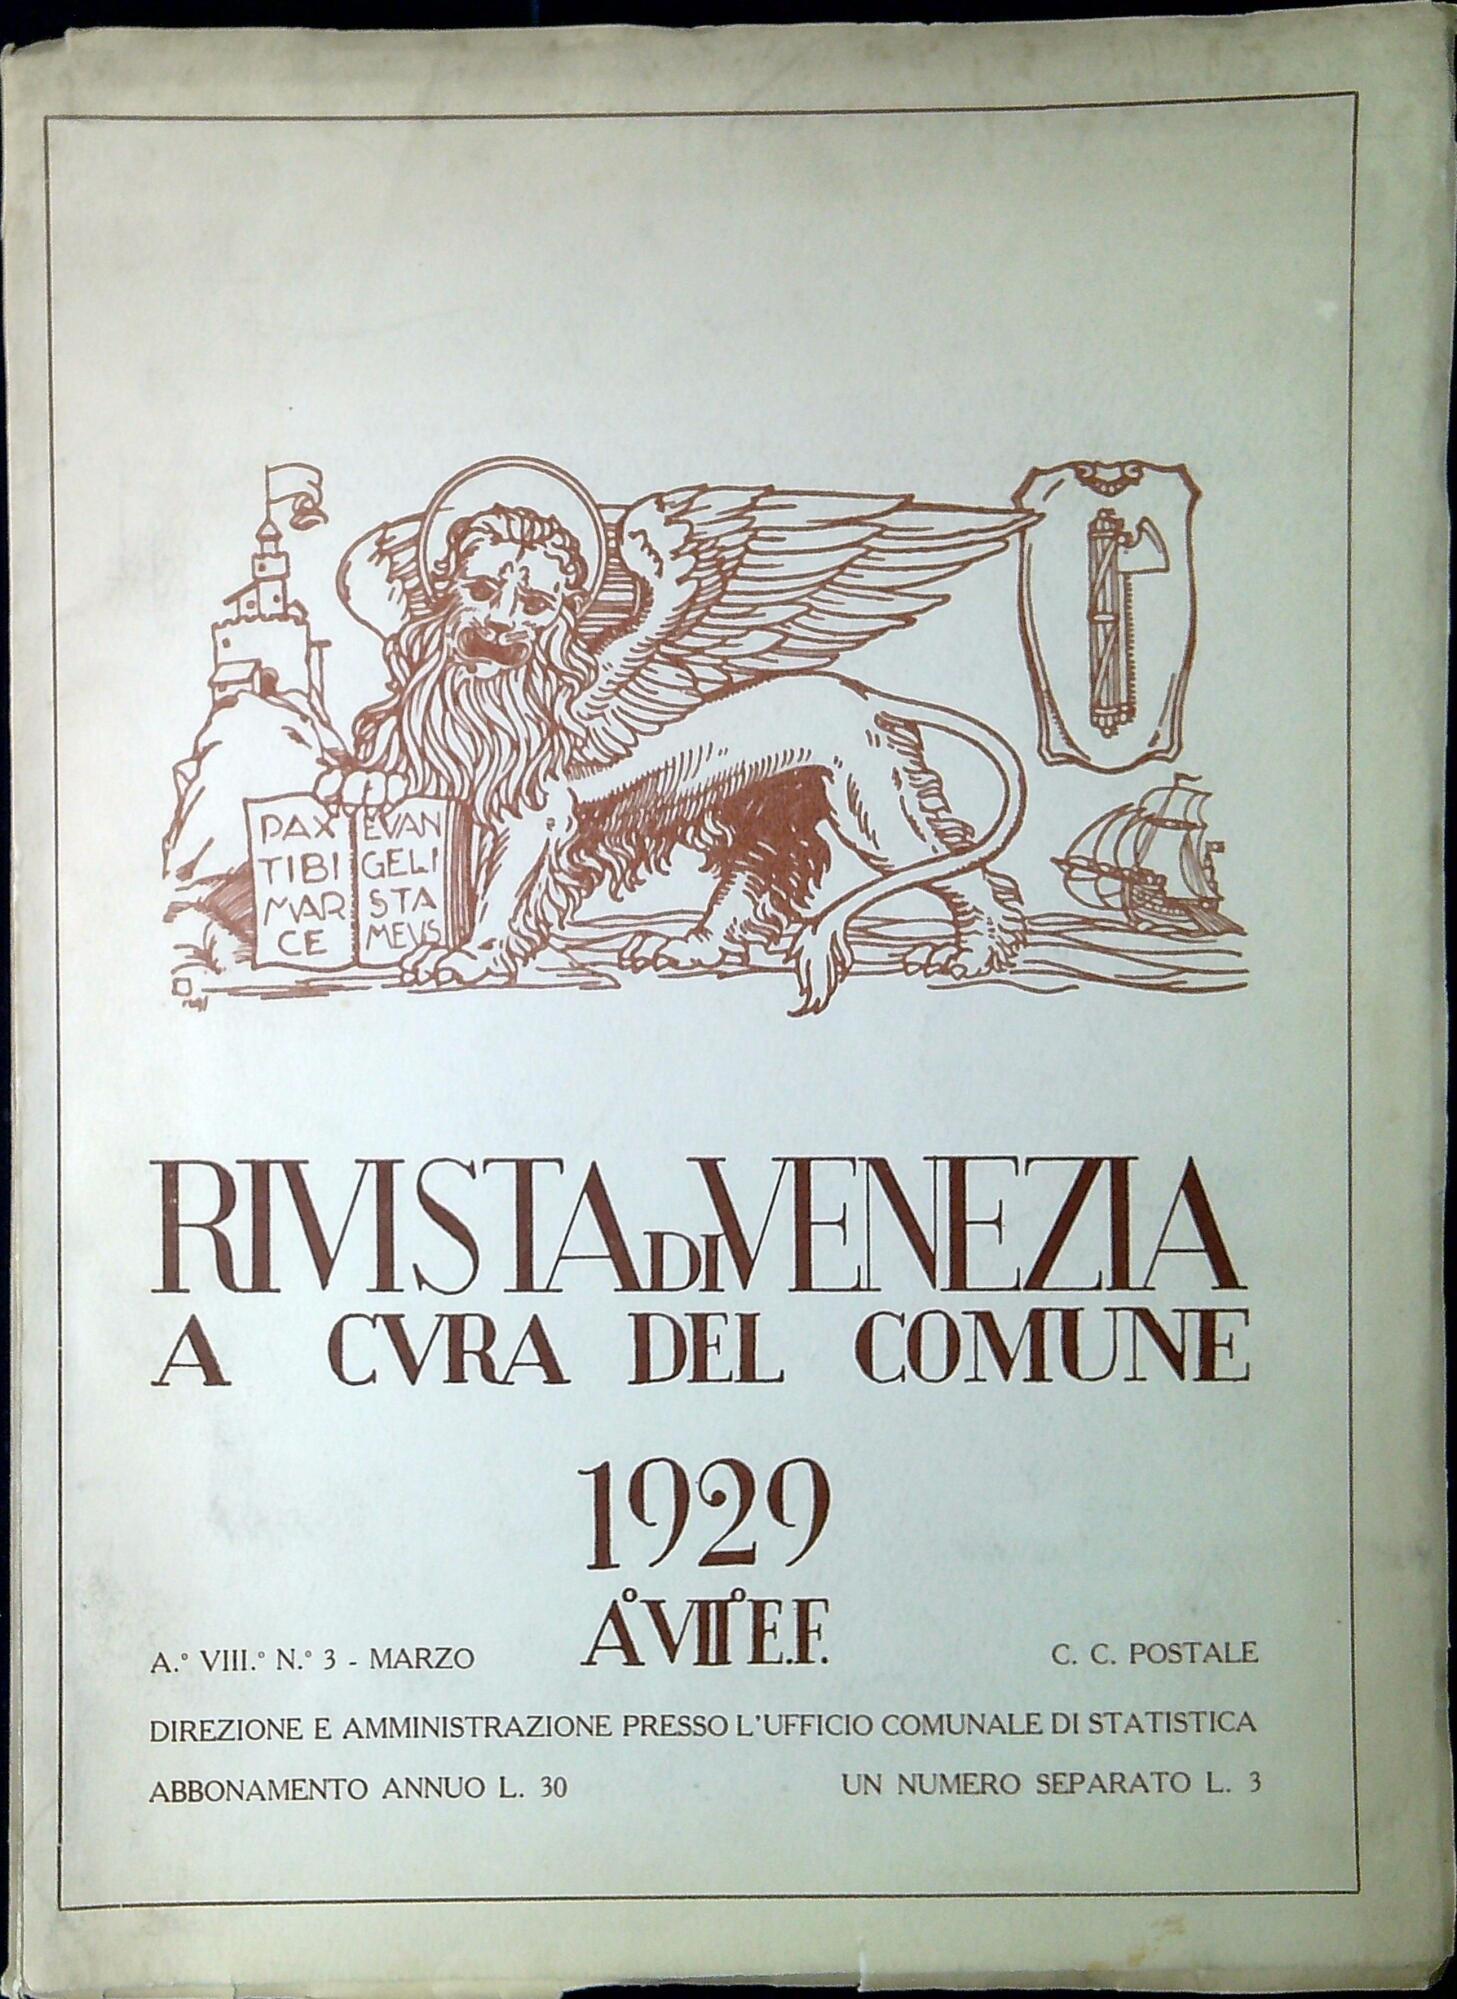 PAX
TIBI
MAR
CE
EVAN
GELI
STA
MEVS
RIVISTA DI VENEZIA
A CVRA DEL COMUNE
1929
A° VII° E.F.
A.° VIII.° N.° 3 - MARZO
C. C. POSTALE
DIREZIONE E AMMINISTRAZIONE PRESSO L'UFFICIO COMUNALE DI STATISTICA
ABBONAMENTO ANNUO L. 30
UN NUMERO SEPARATO L. 3